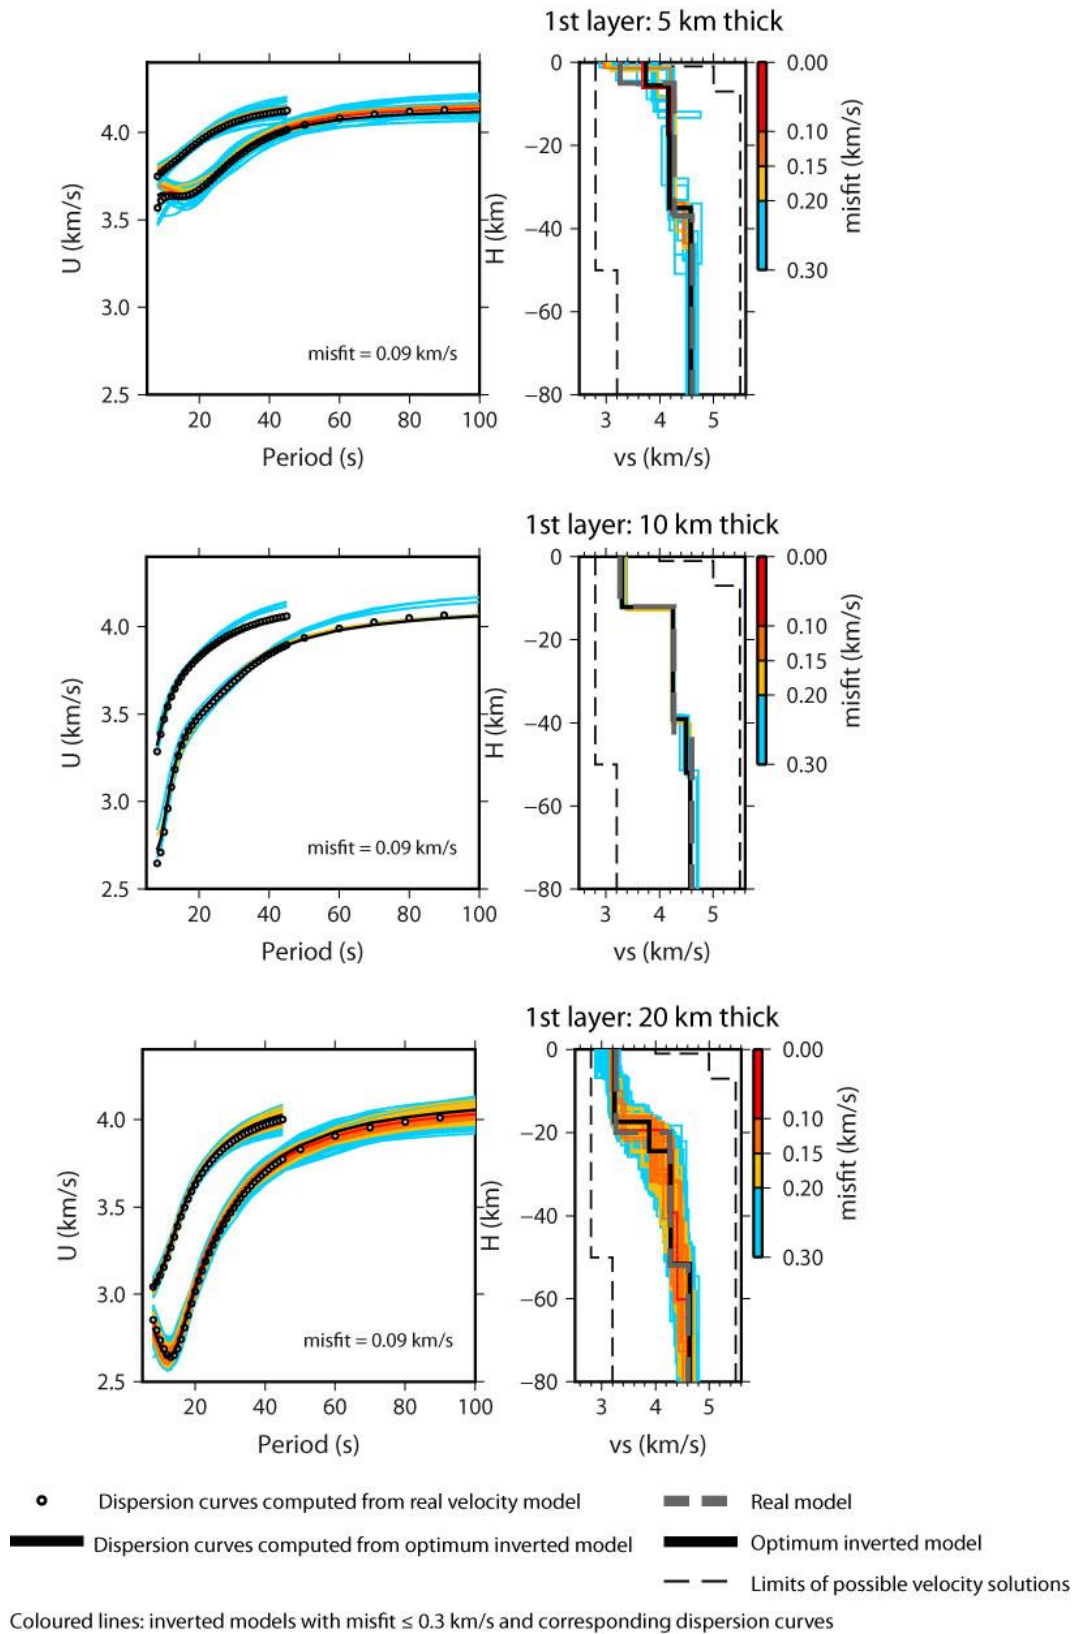 1st layer: 5 km thick
4.0
3.5
3.0
2.5
U (km/s)
misfit = 0.09 km/s
20 40 60 80 100
Period (s)
0
−20
−40
−60
−80
H (km)
3 4 5
vs (km/s)
0.00
0.10
0.15
0.20
0.30
misfit (km/s)
1st layer: 10 km thick
4.0
3.5
3.0
2.5
U (km/s)
misfit = 0.09 km/s
20 40 60 80 100
Period (s)
0
−20
−40
−60
−80
H (km)
3 4 5
vs (km/s)
0.00
0.10
0.15
0.20
0.30
misfit (km/s)
1st layer: 20 km thick
4.0
3.5
3.0
2.5
U (km/s)
misfit = 0.09 km/s
20 40 60 80 100
Period (s)
0
−20
−40
−60
−80
H (km)
3 4 5
vs (km/s)
0.00
0.10
0.15
0.20
0.30
misfit (km/s)
Dispersion curves computed from real velocity model
Real model
Dispersion curves computed from optimum inverted model
Optimum inverted model
Limits of possible velocity solutions
Coloured lines: inverted models with misfit ≤ 0.3 km/s and corresponding dispersion curves